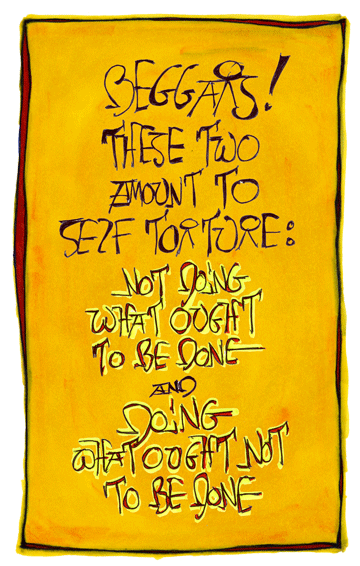 BEGGARS!
THESE TWO
AMOUNT TO
SELF TORTURE:
NOT DOING
WHAT OUGHT
TO BE DONE
AND
DOING
WHAT OUGHT NOT
TO BE DONE